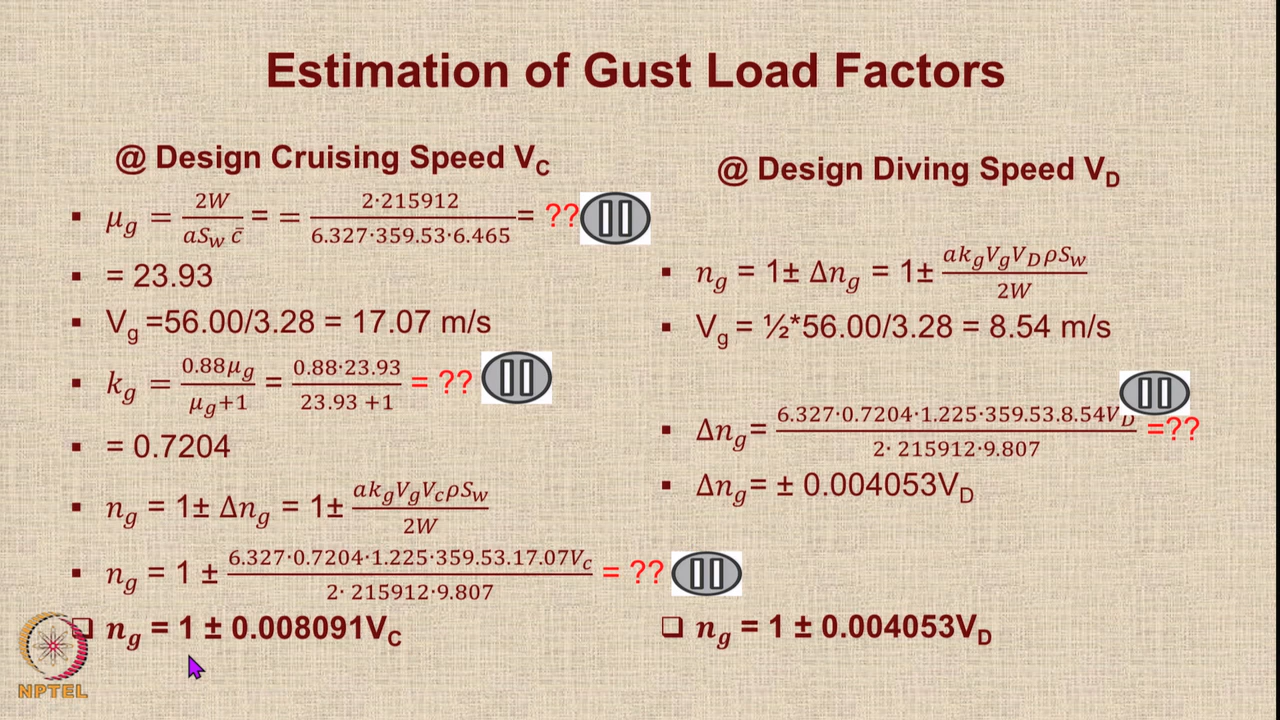 Estimation of Gust Load Factors
@ Design Cruising Speed V_C
▪ μ_g = 2W / (aS_w c̄) = = 2·215912 / (6.327·359.53·6.465) = ??
▪ = 23.93
▪ V_g =56.00/3.28 = 17.07 m/s
▪ k_g = 0.88μ_g / (μ_g+1) = 0.88·23.93 / (23.93 +1) = ??
▪ = 0.7204
▪ n_g = 1± Δn_g = 1± ak_gV_gV_cρS_w / 2W
▪ n_g = 1 ± 6.327·0.7204·1.225·359.53.17.07V_c / (2· 215912·9.807) = ??
❑ n_g = 1 ± 0.008091V_C
@ Design Diving Speed V_D
▪ n_g = 1± Δn_g = 1± ak_gV_gV_DρS_w / 2W
▪ V_g = ½*56.00/3.28 = 8.54 m/s
▪ Δn_g= 6.327·0.7204·1.225·359.53.8.54V_D / (2· 215912·9.807) =??
▪ Δn_g= ± 0.004053V_D
❑ n_g = 1 ± 0.004053V_D
NPTEL